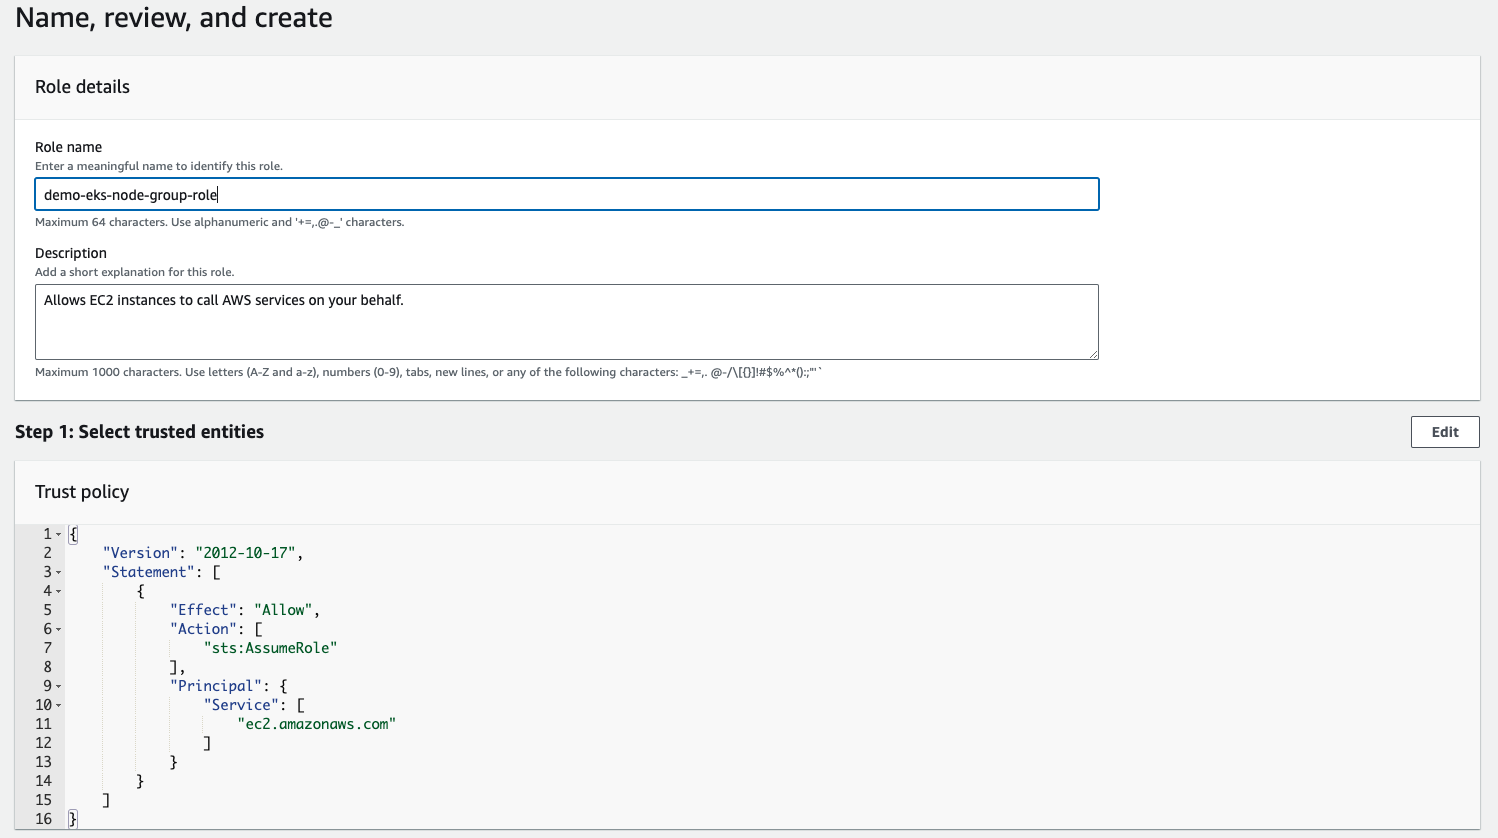 Name, review, and create
Role details
Role name
Enter a meaningful name to identify this role.
demo-eks-node-group-role
Maximum 64 characters. Use alphanumeric and '+=,.@-_' characters.
Description
Add a short explanation for this role.
Allows EC2 instances to call AWS services on your behalf.
Maximum 1000 characters. Use letters (A-Z and a-z), numbers (0-9), tabs, new lines, or any of the following characters: _+=,. @-/\[{}]!#$%^*();:"'`
Step 1: Select trusted entities
Edit
Trust policy
1 {
2     "Version": "2012-10-17",
3     "Statement": [
4         {
5             "Effect": "Allow",
6             "Action": [
7                 "sts:AssumeRole"
8             ],
9             "Principal": {
10                 "Service": [
11                     "ec2.amazonaws.com"
12                 ]
13             }
14         }
15     ]
16 }